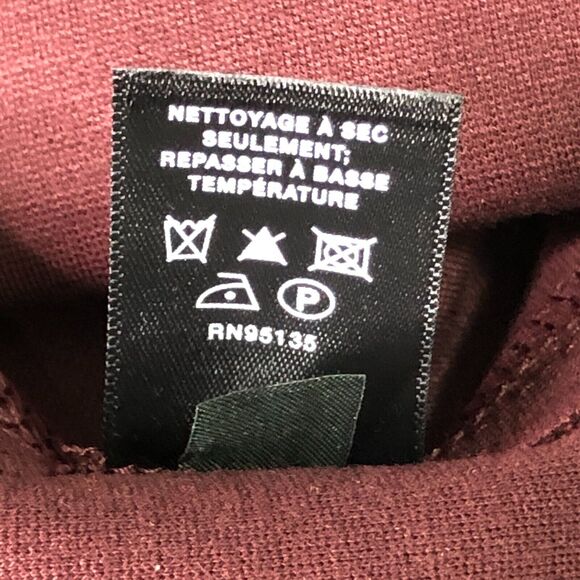 NETTOYAGE À SEC
SEULEMENT;
REPASSER À BASSE
TEMPÉRATURE
P
RN95135